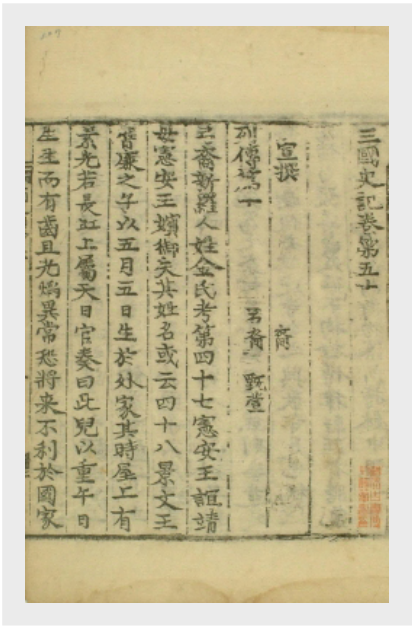 三國史記卷第五十
宣撰
列傳第十 弓裔 甄萱
弓裔新羅人姓金氏考第四十七憲安王誼靖
母憲安王嬪御失其姓名或云四十八景文王
膺廉之子以五月五日生於外家其時屋上有
素光若長虹上屬天日官奏曰此兒以重午日
生生而有齒且光焰異常恐將來不利於國家